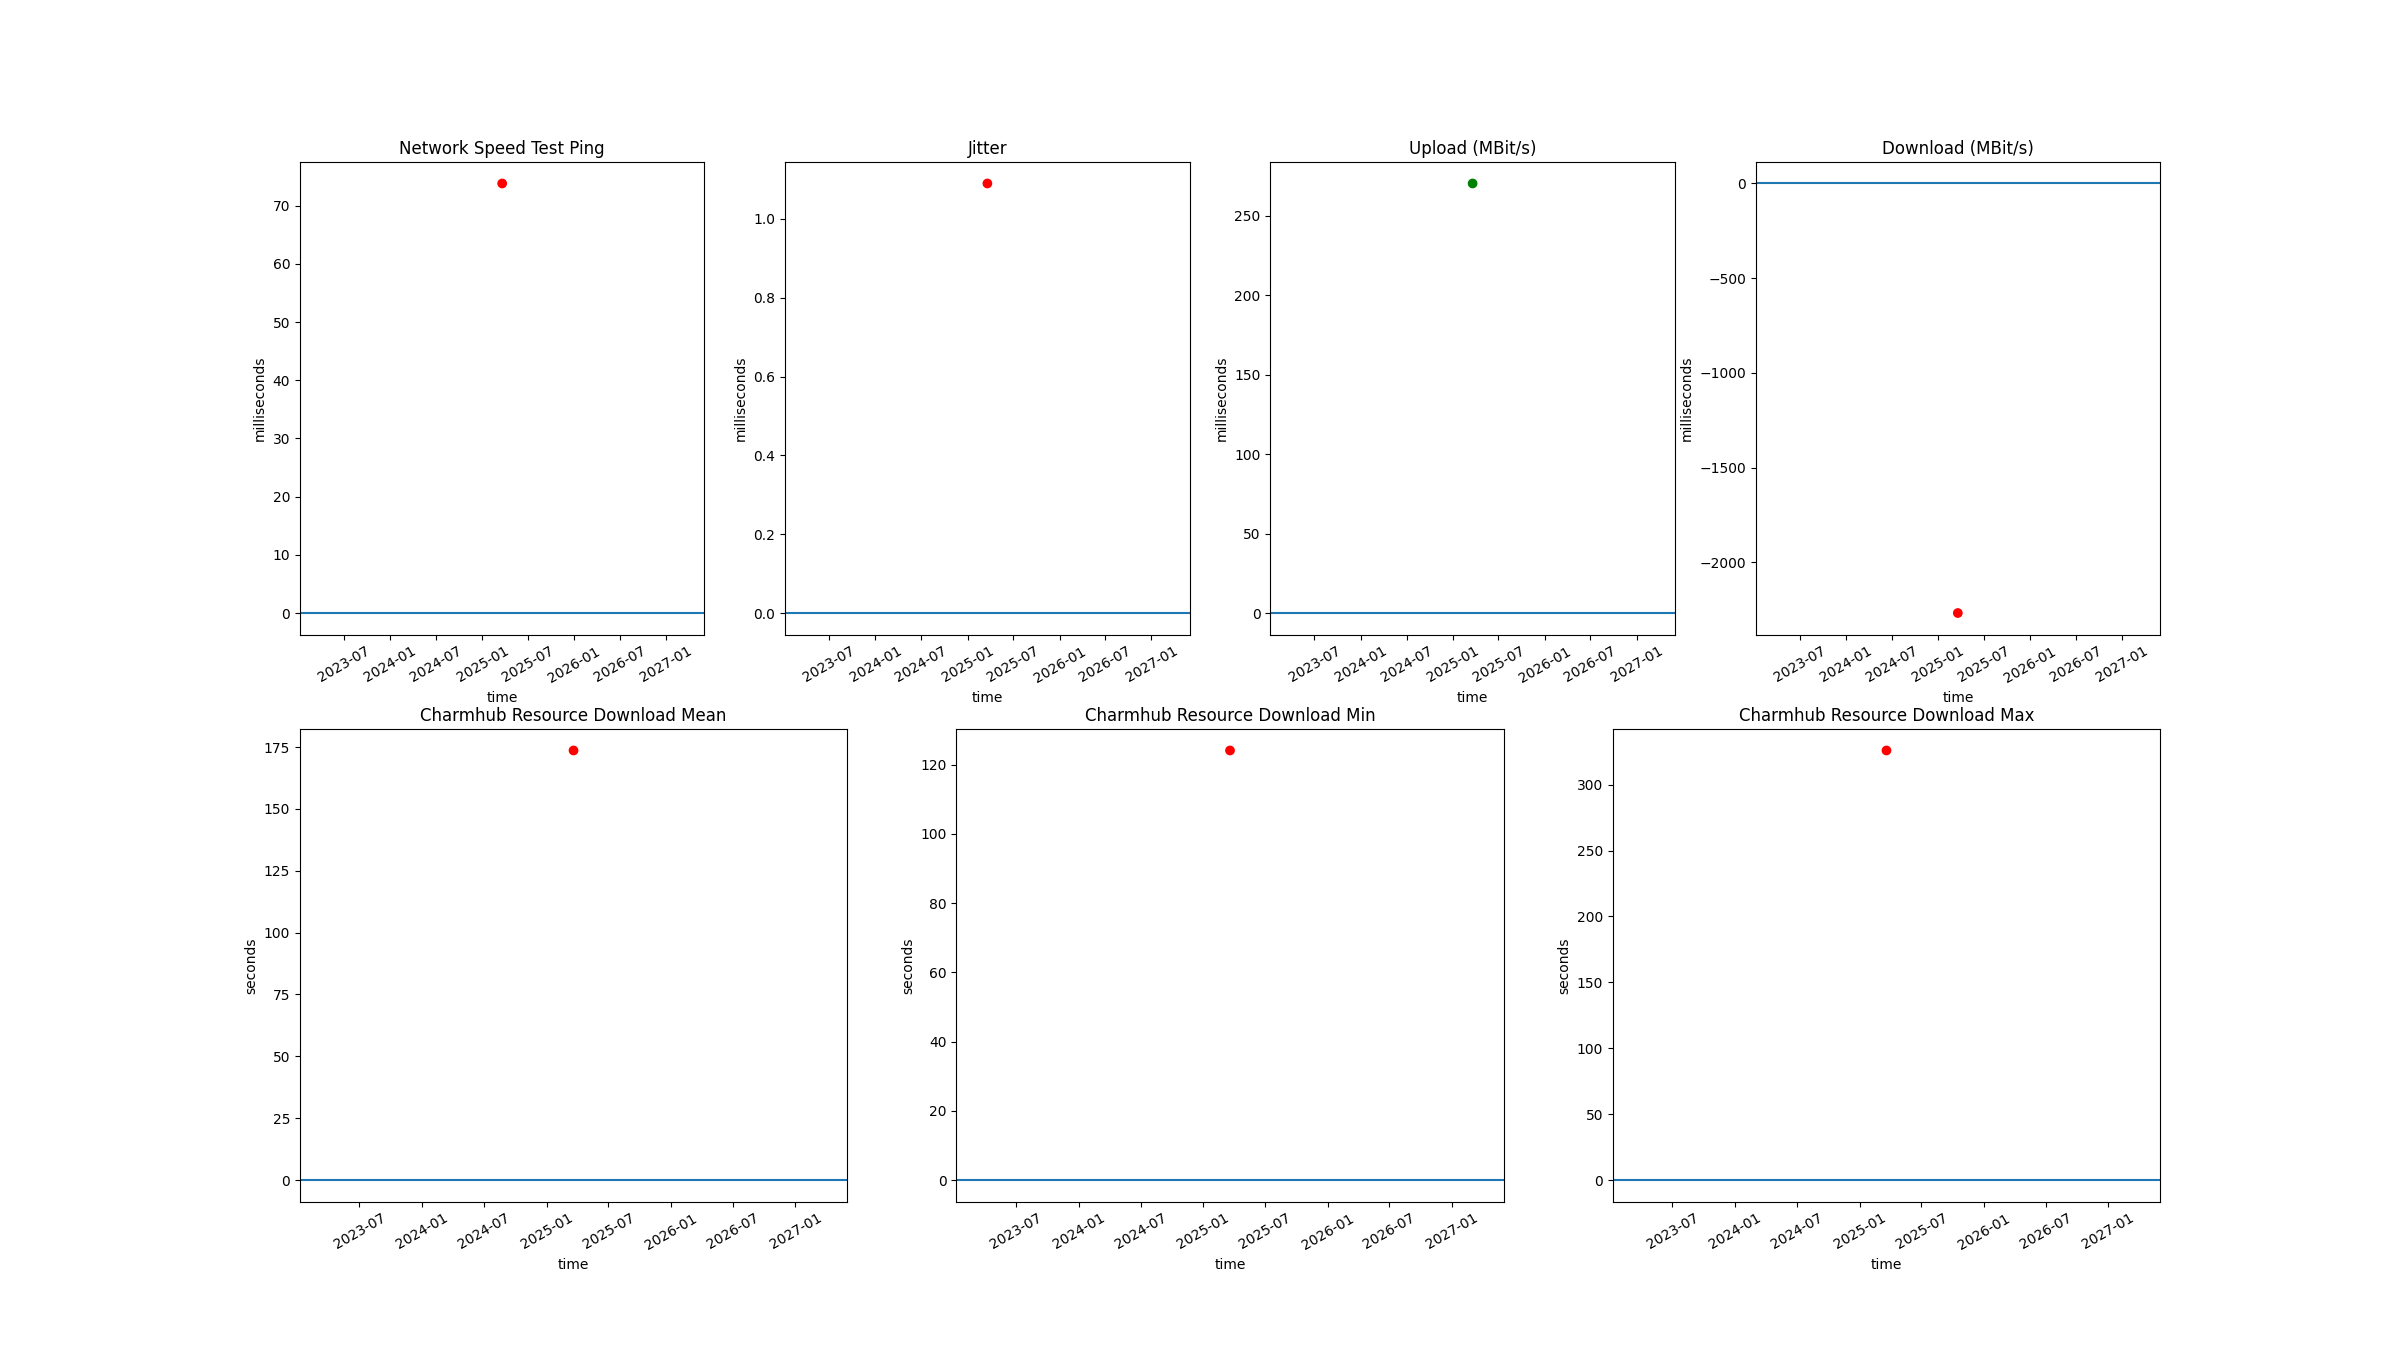 Network Speed Test Ping
70
60
50
40
30
20
10
0
milliseconds
2023-07 2024-01 2024-07 2025-01 2025-07 2026-01 2026-07 2027-01
time
Jitter
1.0
0.8
0.6
0.4
0.2
0.0
milliseconds
2023-07 2024-01 2024-07 2025-01 2025-07 2026-01 2026-07 2027-01
time
Upload (MBit/s)
250
200
150
100
50
0
milliseconds
2023-07 2024-01 2024-07 2025-01 2025-07 2026-01 2026-07 2027-01
time
Download (MBit/s)
0
−500
−1000
−1500
−2000
milliseconds
2023-07 2024-01 2024-07 2025-01 2025-07 2026-01 2026-07 2027-01
time
Charmhub Resource Download Mean
175
150
125
100
75
50
25
0
seconds
2023-07 2024-01 2024-07 2025-01 2025-07 2026-01 2026-07 2027-01
time
Charmhub Resource Download Min
120
100
80
60
40
20
0
seconds
2023-07 2024-01 2024-07 2025-01 2025-07 2026-01 2026-07 2027-01
time
Charmhub Resource Download Max
300
250
200
150
100
50
0
seconds
2023-07 2024-01 2024-07 2025-01 2025-07 2026-01 2026-07 2027-01
time